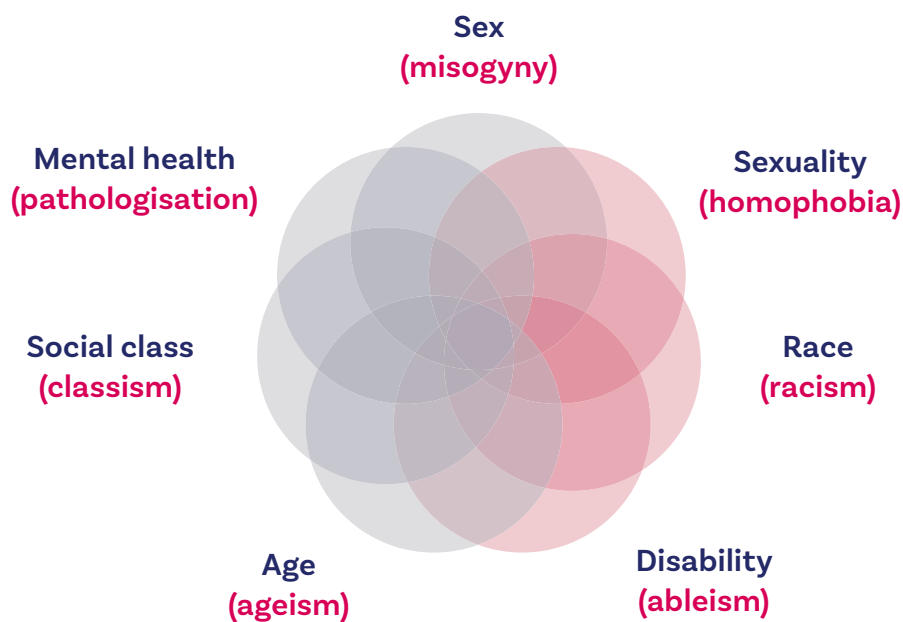 Sex
(misogyny)
Mental health
(pathologisation)
Sexuality
(homophobia)
Social class
(classism)
Race
(racism)
Age
(ageism)
Disability
(ableism)